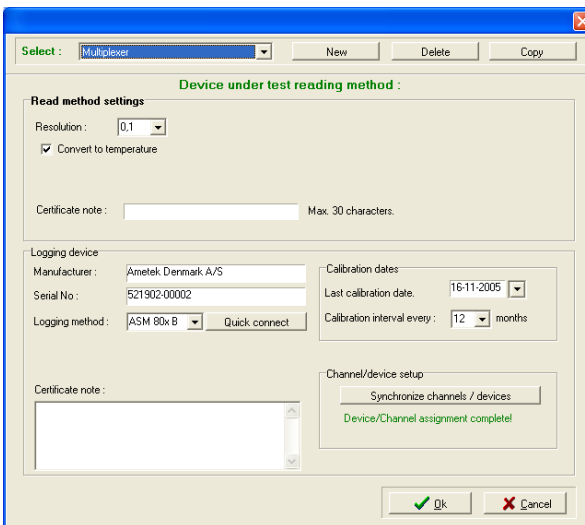 Select : Multiplexer New Delete Copy
Device under test reading method :
Read method settings
Resolution : 0,1
Convert to temperature
Certificate note : Max. 30 characters.
Logging device
Manufacturer : Ametek Denmark A/S
Serial No : 521902-00002
Logging method : ASM 80x B Quick connect
Calibration dates
Last calibration date. 16-11-2005
Calibration interval every : 12 months
Certificate note :
Channel/device setup
Synchronize channels / devices
Device/Channel assignment complete!
Ok Cancel